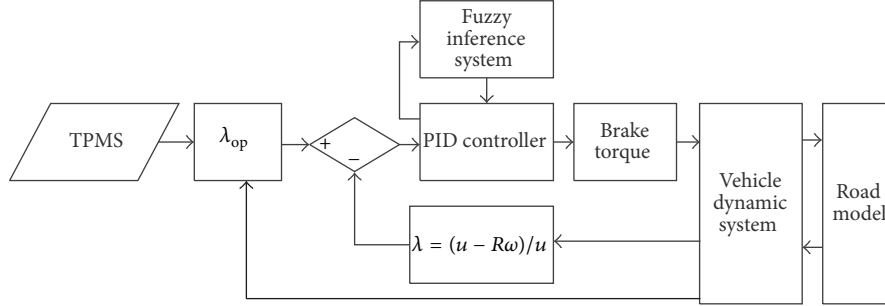 Fuzzy
inference
system
TPMS
λop
+
−
PID controller
Brake
torque
Vehicle
dynamic
system
Road
model
λ = (u − Rω)/u